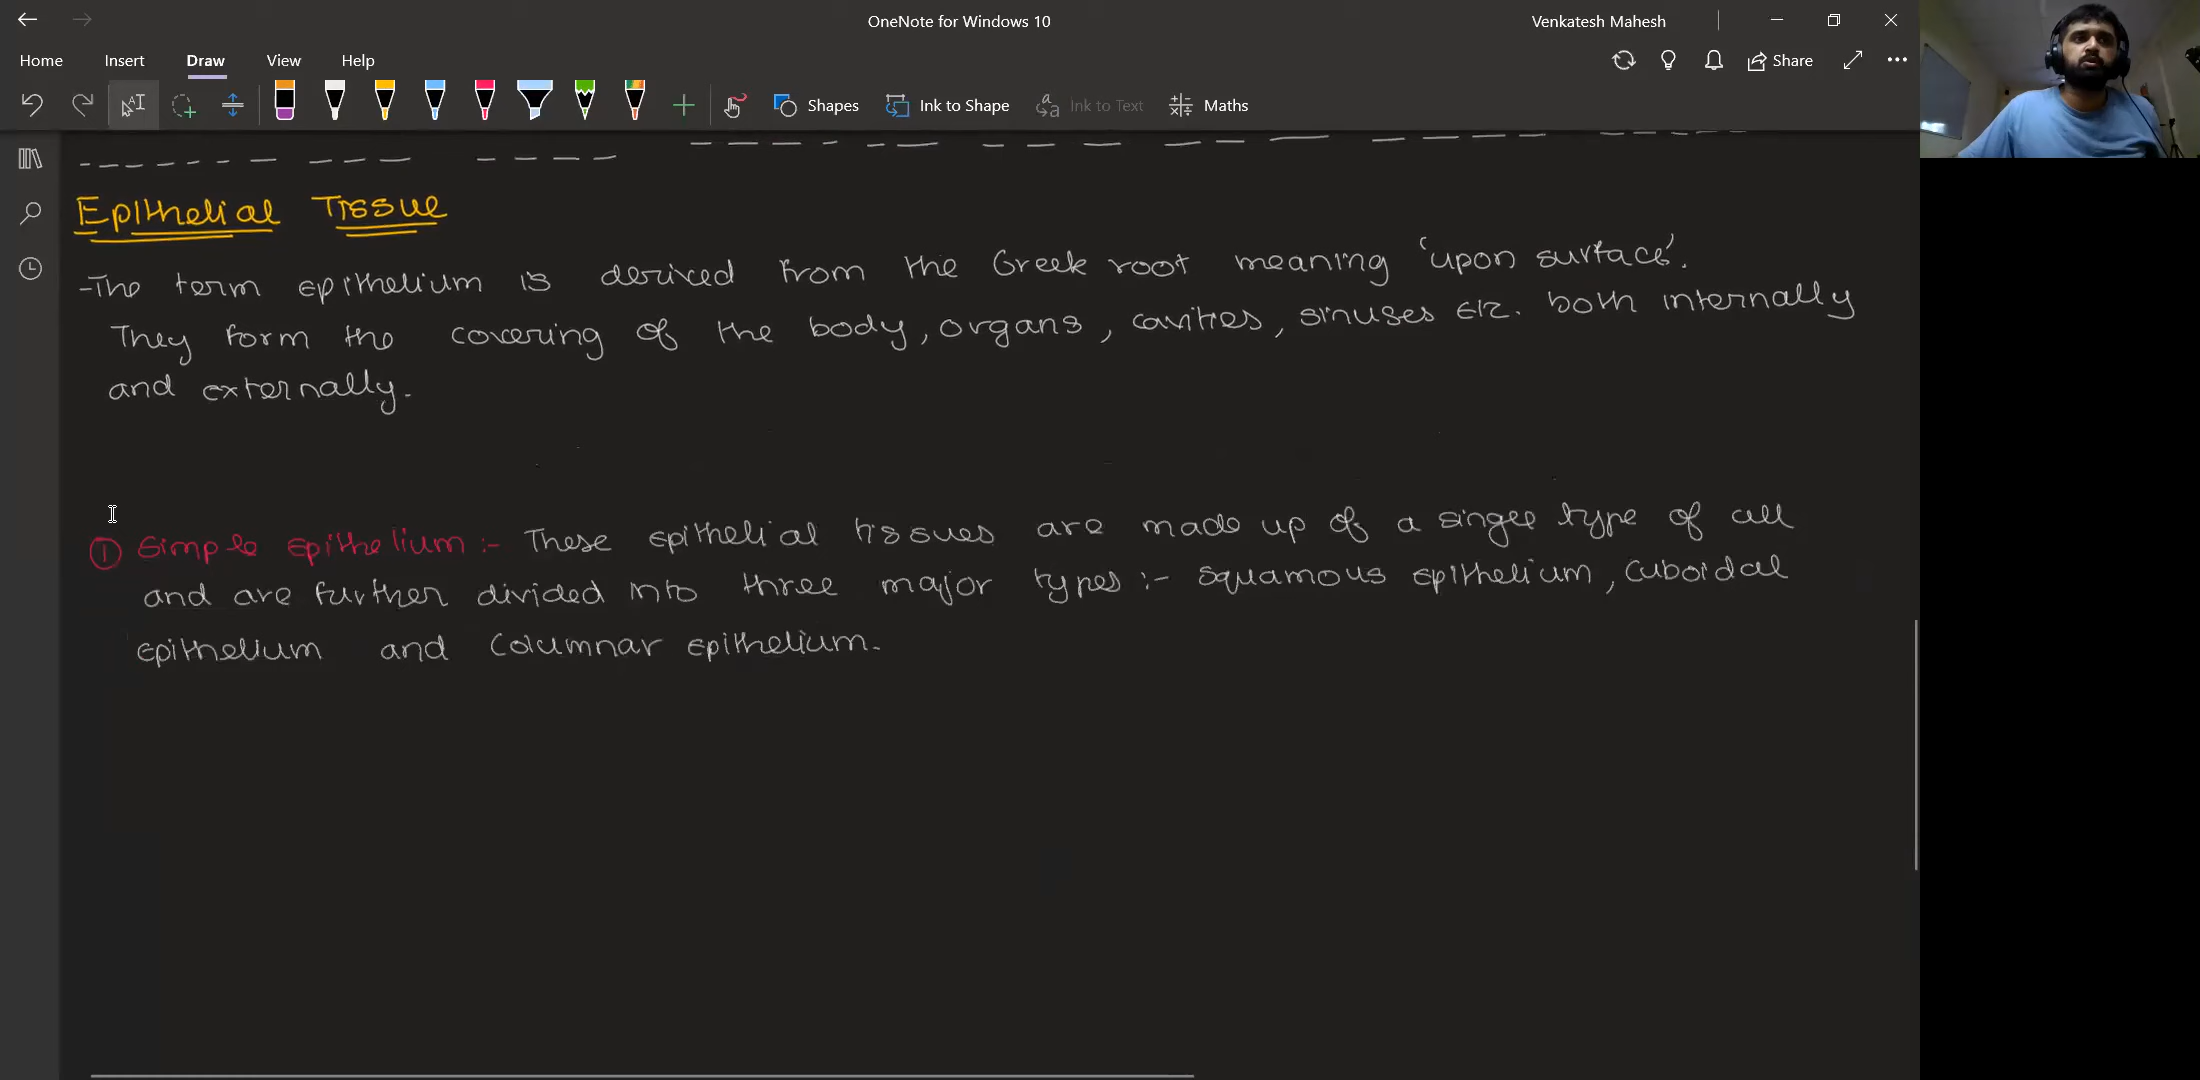 OneNote for Windows 10
Venkatesh Mahesh
Home Insert Draw View Help
Share
Shapes Ink to Shape Ink to Text Maths
Epithelial Tissue
-The term epithelium is derived from the Greek root meaning 'upon surface'.
They form the covering of the body, organs, cavities, sinuses etc. both internally
and externally.
① Simple epithelium :- These epithelial tissues are made up of a single type of cell
and are further divided into three major types :- Squamous epithelium, Cuboidal
epithelium and Columnar epithelium.